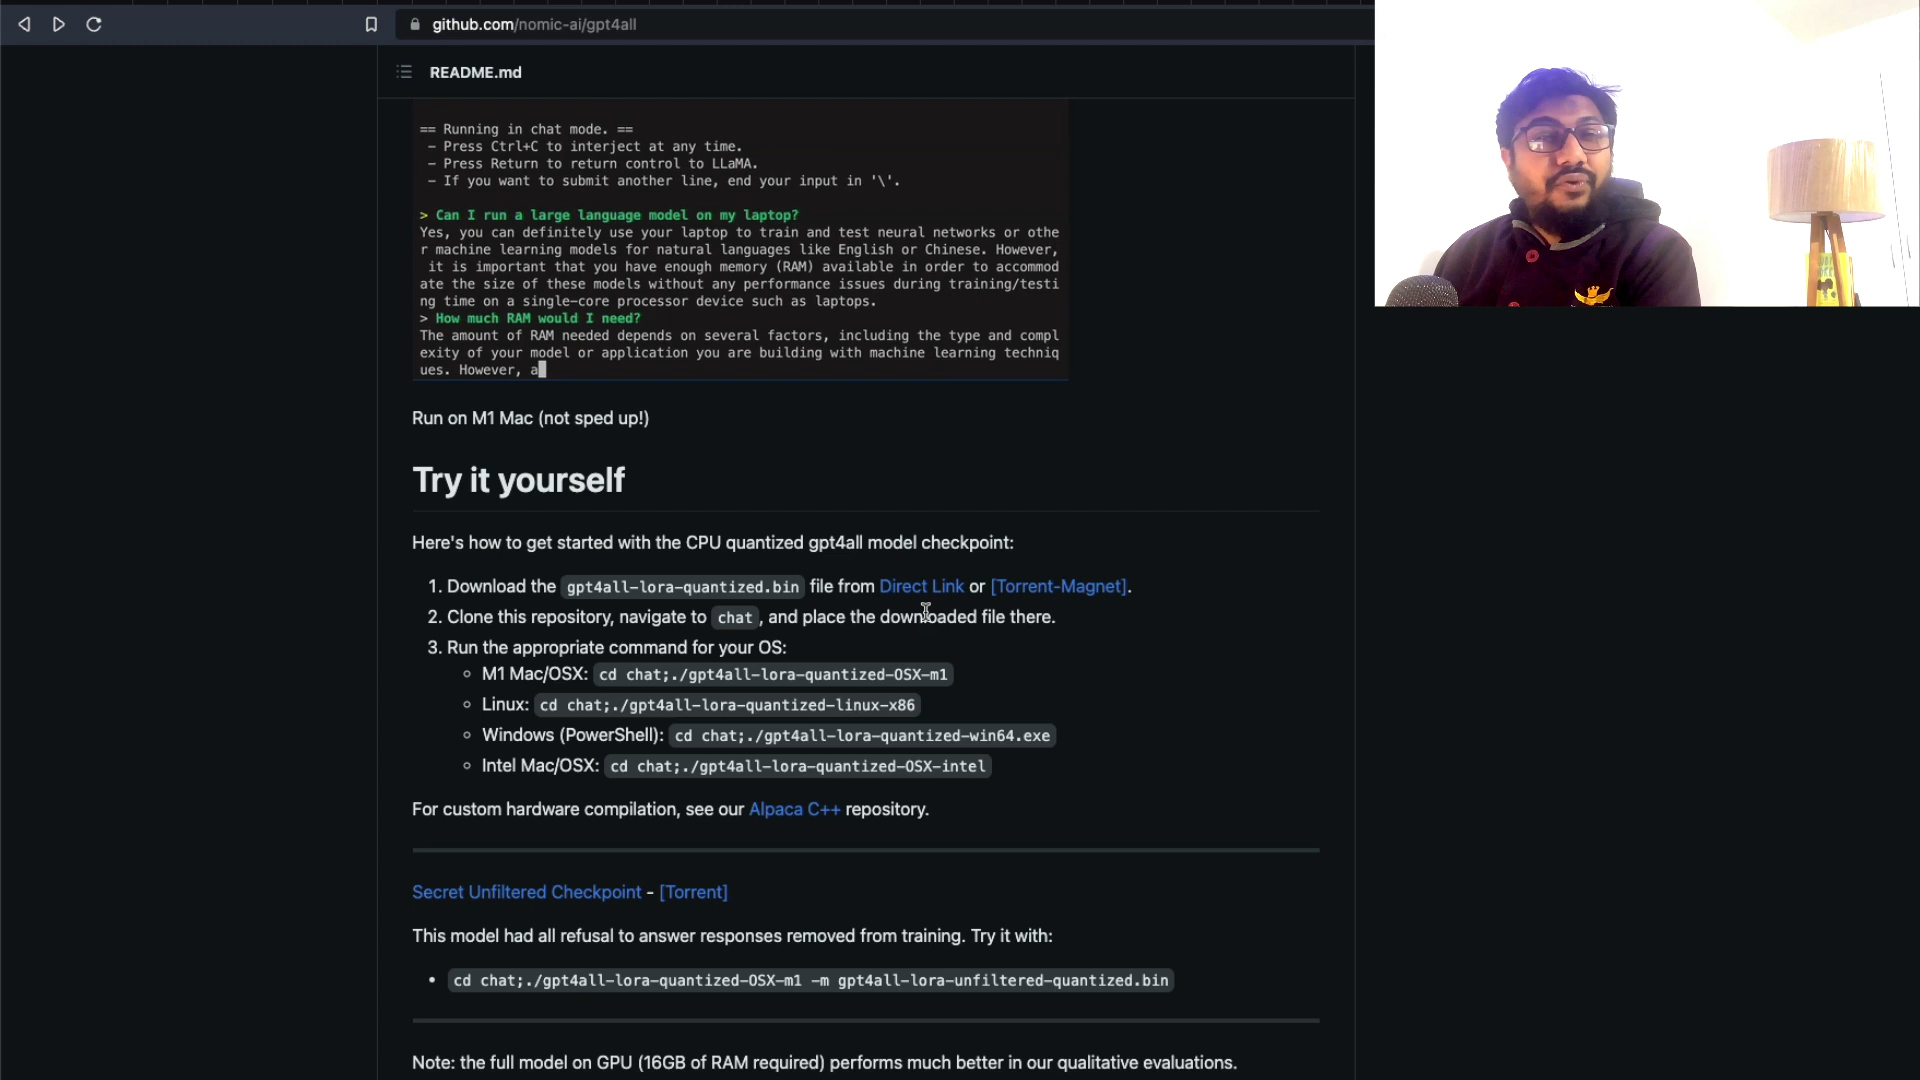 github.com/nomic-ai/gpt4all
README.md
== Running in chat mode. ==
- Press Ctrl+C to interject at any time.
- Press Return to return control to LLaMA.
- If you want to submit another line, end your input in '\'.
> Can I run a large language model on my laptop?
Yes, you can definitely use your laptop to train and test neural networks or othe
r machine learning models for natural languages like English or Chinese. However,
it is important that you have enough memory (RAM) available in order to accommod
ate the size of these models without any performance issues during training/testi
ng time on a single-core processor device such as laptops.
> How much RAM would I need?
The amount of RAM needed depends on several factors, including the type and compl
exity of your model or application you are building with machine learning techniq
ues. However, a
Run on M1 Mac (not sped up!)
Try it yourself
Here's how to get started with the CPU quantized gpt4all model checkpoint:
1. Download the gpt4all-lora-quantized.bin file from Direct Link or [Torrent-Magnet].
2. Clone this repository, navigate to chat, and place the downloaded file there.
3. Run the appropriate command for your OS:
M1 Mac/OSX: cd chat;./gpt4all-lora-quantized-OSX-m1
Linux: cd chat;./gpt4all-lora-quantized-linux-x86
Windows (PowerShell): cd chat;./gpt4all-lora-quantized-win64.exe
Intel Mac/OSX: cd chat;./gpt4all-lora-quantized-OSX-intel
For custom hardware compilation, see our Alpaca C++ repository.
Secret Unfiltered Checkpoint - [Torrent]
This model had all refusal to answer responses removed from training. Try it with:
cd chat;./gpt4all-lora-quantized-OSX-m1 -m gpt4all-lora-unfiltered-quantized.bin
Note: the full model on GPU (16GB of RAM required) performs much better in our qualitative evaluations.